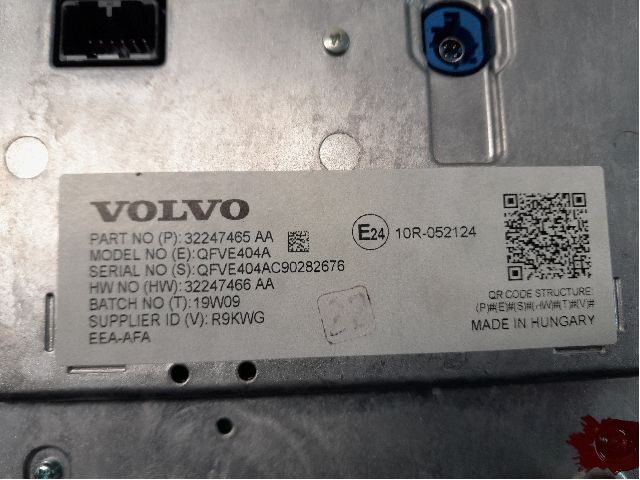 VOLVO
PART NO (P): 32247465 AA
MODEL NO (E): QFVE404A
SERIAL NO (S): QFVE404AC90282676
HW NO (HW): 32247466 AA
BATCH NO (T): 19W09
SUPPLIER ID (V): R9KWG
EEA-AFA
E24 10R-052124
QR CODE STRUCTURE:
(P)#(E)#(S)#(HW)#(T)#(V)#
MADE IN HUNGARY